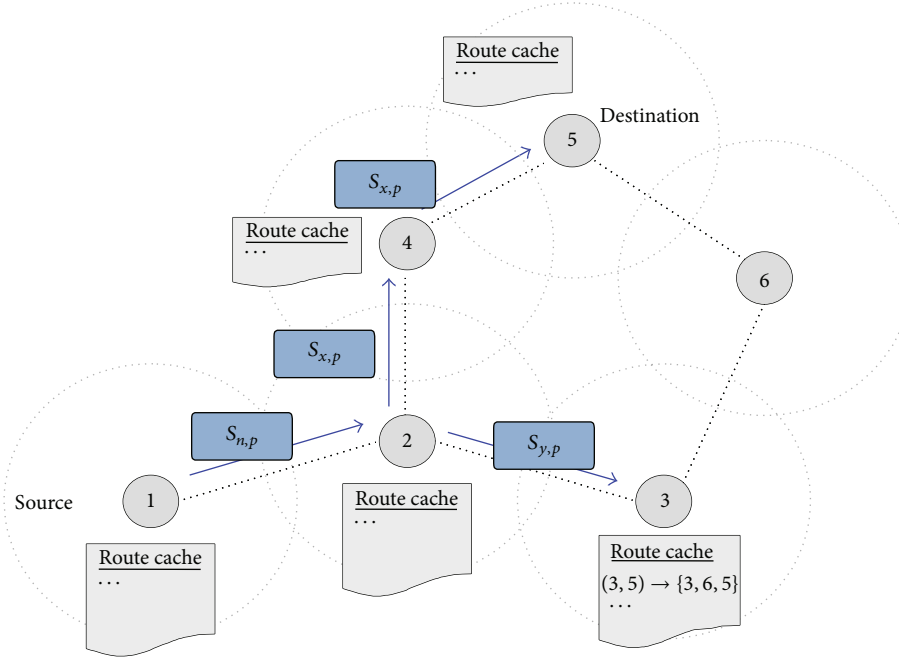 Route cache
...
5
Destination
S_{x,p}
Route cache
...
4
6
S_{x,p}
S_{n,p}
2
S_{y,p}
Source
1
3
Route cache
...
Route cache
...
Route cache
(3, 5) → {3, 6, 5}
...